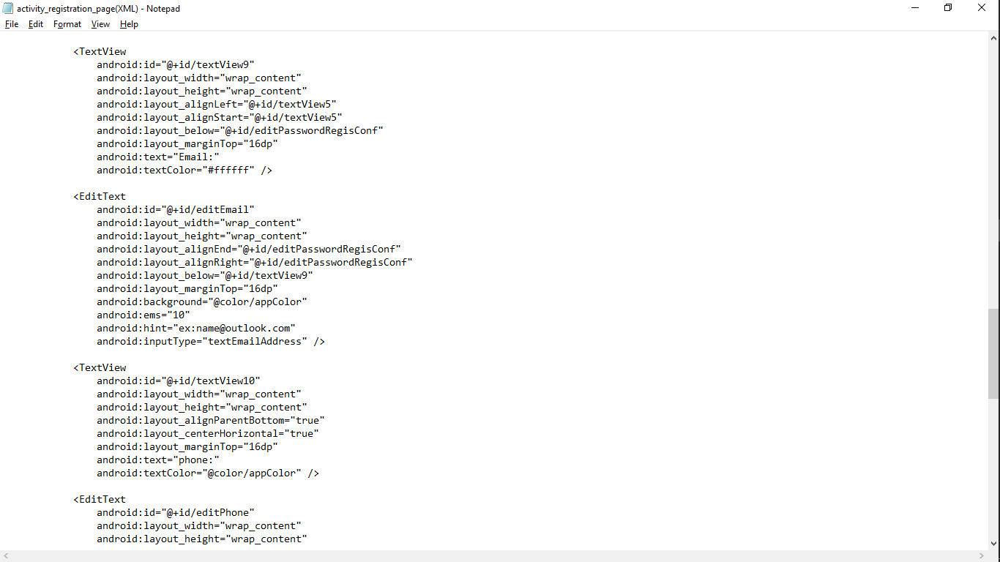 activity_registration_page(XML) - Notepad
File Edit Format View Help
<TextView
android:id="@+id/textView9"
android:layout_width="wrap_content"
android:layout_height="wrap_content"
android:layout_alignLeft="@+id/textView5"
android:layout_alignStart="@+id/textView5"
android:layout_below="@+id/editPasswordRegisConf"
android:layout_marginTop="16dp"
android:text="Email:"
android:textColor="#ffffff" />
<EditText
android:id="@+id/editEmail"
android:layout_width="wrap_content"
android:layout_height="wrap_content"
android:layout_alignEnd="@+id/editPasswordRegisConf"
android:layout_alignRight="@+id/editPasswordRegisConf"
android:layout_below="@+id/textView9"
android:layout_marginTop="16dp"
android:background="@color/appColor"
android:ems="10"
android:hint="ex:name@outlook.com"
android:inputType="textEmailAddress" />
<TextView
android:id="@+id/textView10"
android:layout_width="wrap_content"
android:layout_height="wrap_content"
android:layout_alignParentBottom="true"
android:layout_centerHorizontal="true"
android:layout_marginTop="16dp"
android:text="phone:"
android:textColor="@color/appColor" />
<EditText
android:id="@+id/editPhone"
android:layout_width="wrap_content"
android:layout_height="wrap_content"